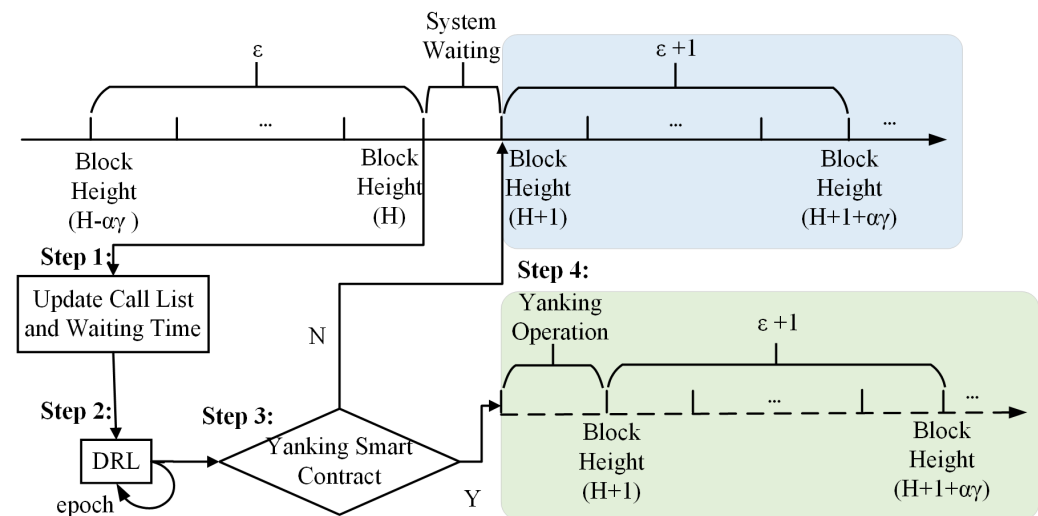 System
Waiting
ε
ε +1
...
...
...
Block
Height
(H-αγ )
Block
Height
(H)
Block
Height
(H+1)
Block
Height
(H+1+αγ)
Step 1:
Update Call List
and Waiting Time
Step 4:
Yanking
Operation
ε +1
N
...
...
Step 2:
Step 3:
DRL
epoch
Yanking Smart
Contract
Y
Block
Height
(H+1)
Block
Height
(H+1+αγ)